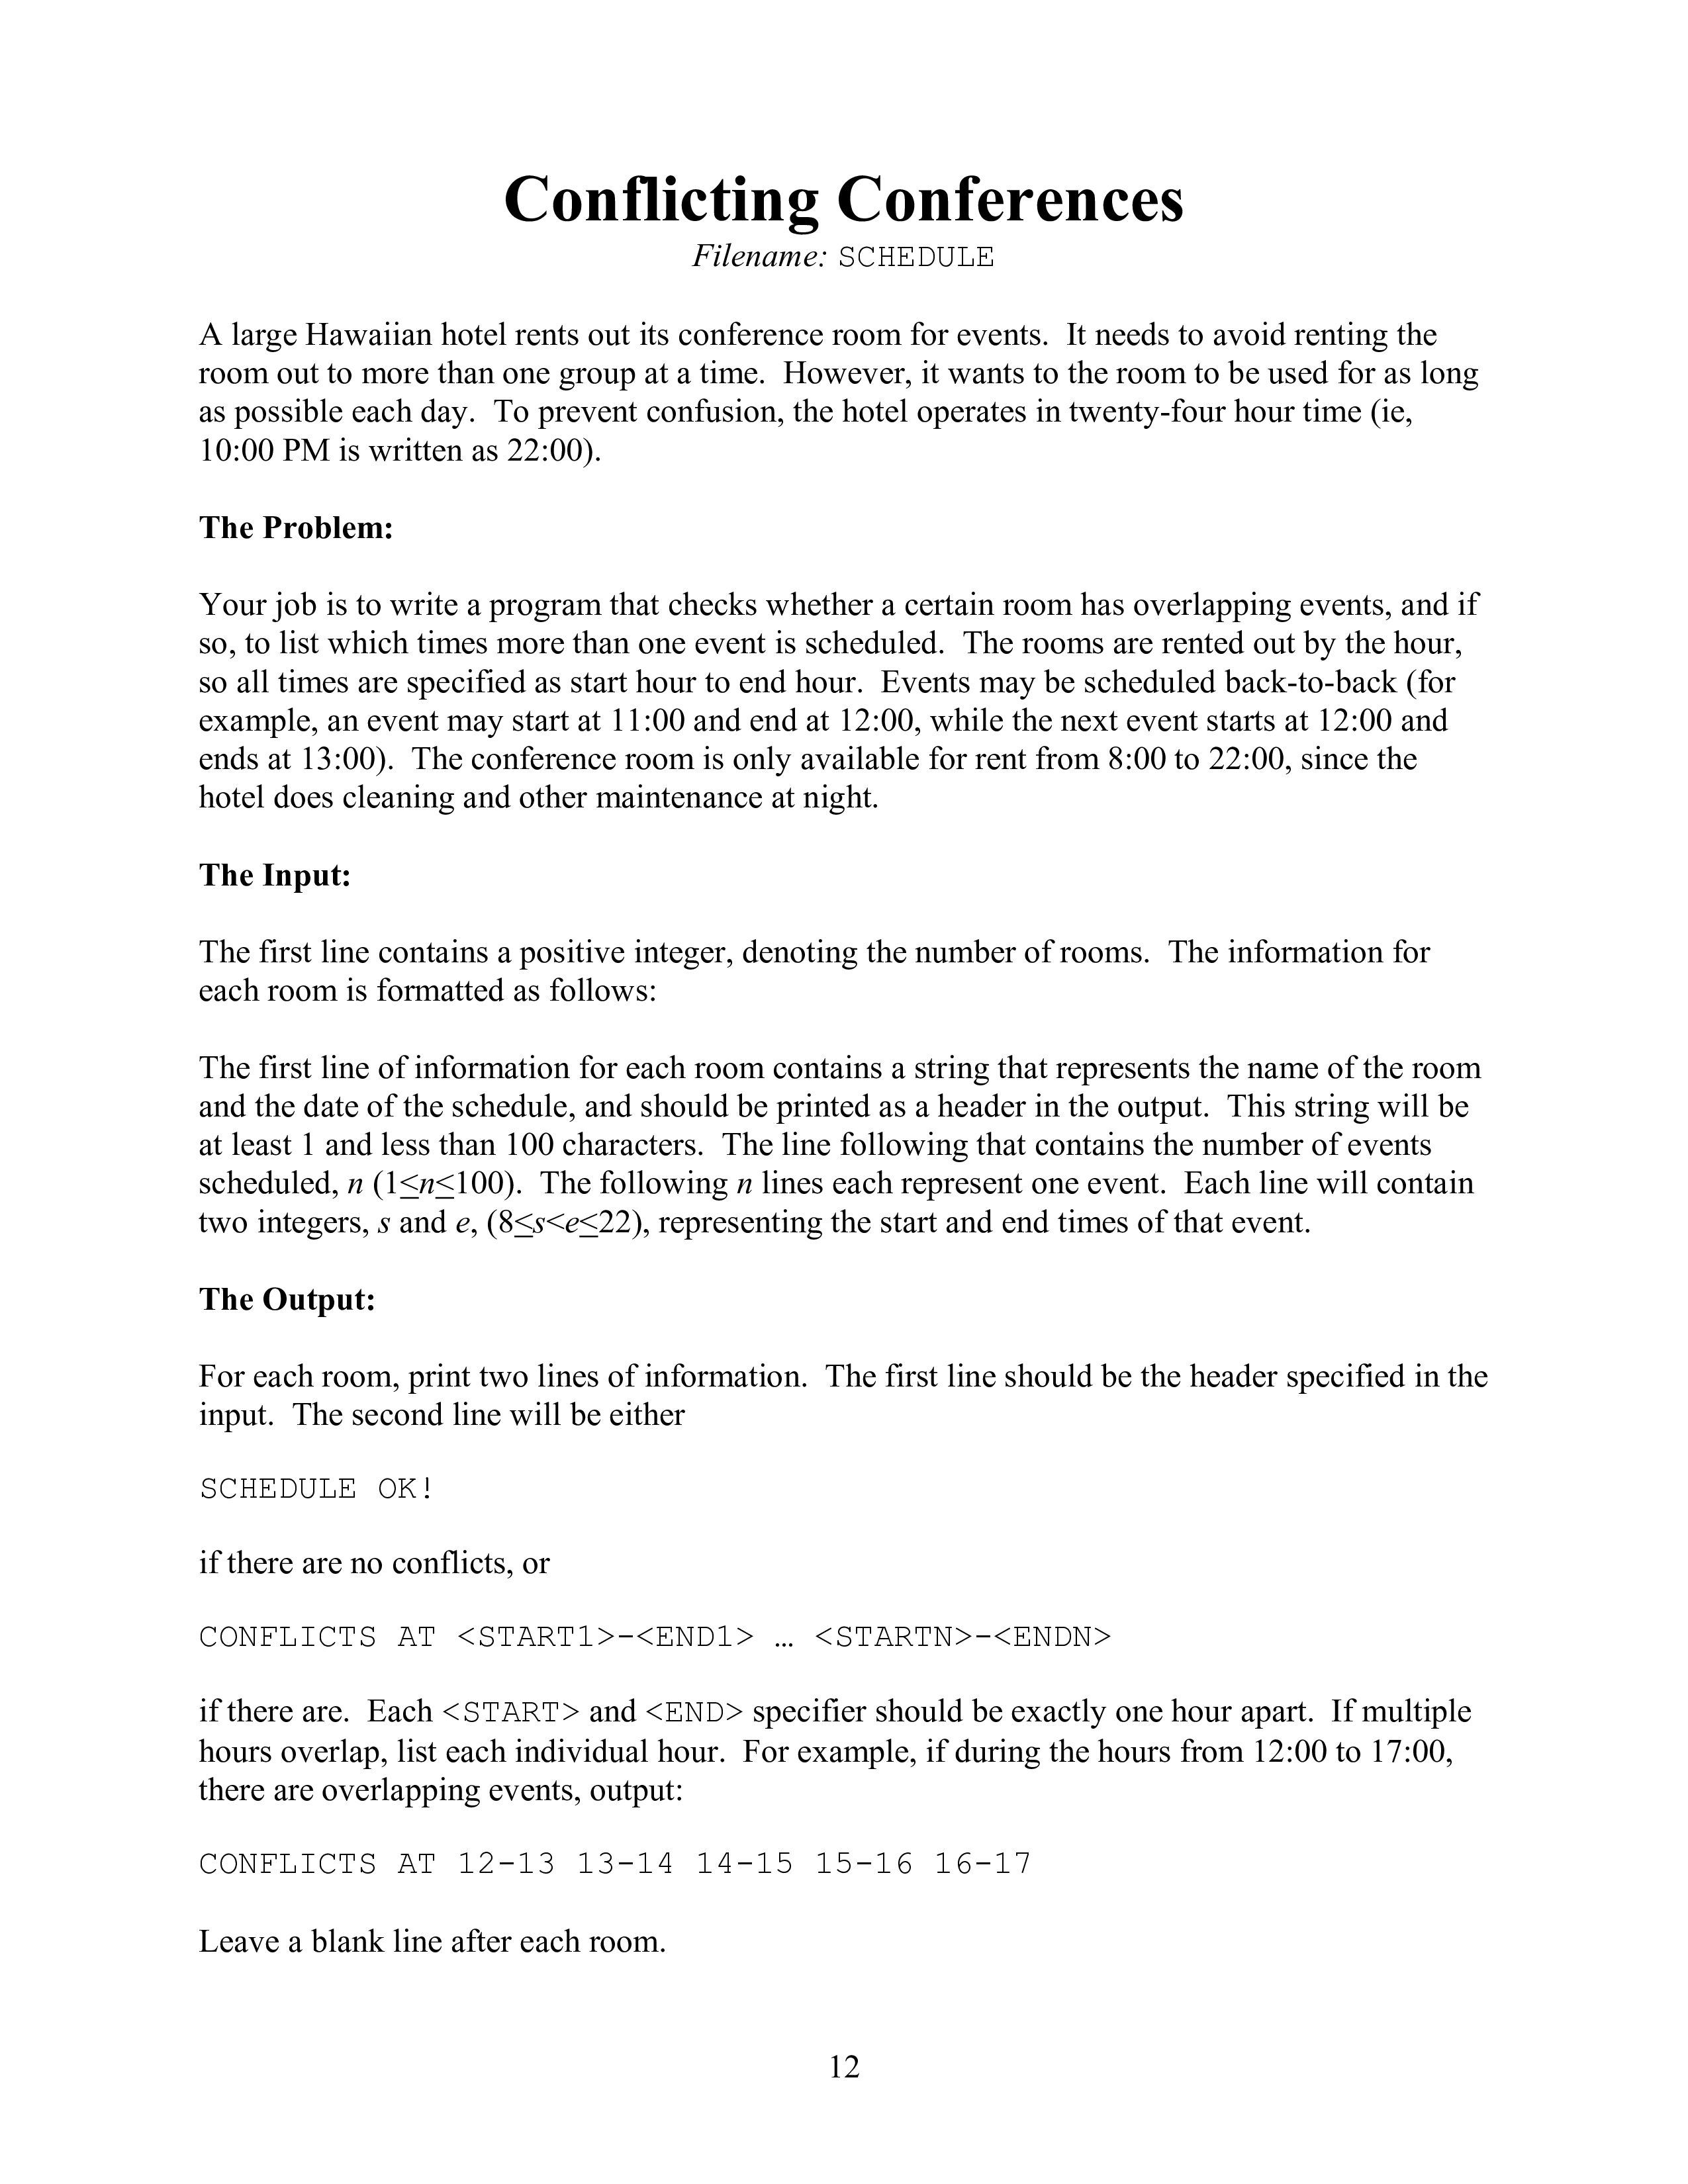 Conflicting Conferences
Filename: SCHEDULE
A large Hawaiian hotel rents out its conference room for events.  It needs to avoid renting the
room out to more than one group at a time.  However, it wants to the room to be used for as long
as possible each day.  To prevent confusion, the hotel operates in twenty-four hour time (ie,
10:00 PM is written as 22:00).
The Problem:
Your job is to write a program that checks whether a certain room has overlapping events, and if
so, to list which times more than one event is scheduled.  The rooms are rented out by the hour,
so all times are specified as start hour to end hour.  Events may be scheduled back-to-back (for
example, an event may start at 11:00 and end at 12:00, while the next event starts at 12:00 and
ends at 13:00).  The conference room is only available for rent from 8:00 to 22:00, since the
hotel does cleaning and other maintenance at night.
The Input:
The first line contains a positive integer, denoting the number of rooms.  The information for
each room is formatted as follows:
The first line of information for each room contains a string that represents the name of the room
and the date of the schedule, and should be printed as a header in the output.  This string will be
at least 1 and less than 100 characters.  The line following that contains the number of events
scheduled, n (1≤n≤100).  The following n lines each represent one event.  Each line will contain
two integers, s and e, (8≤s<e≤22), representing the start and end times of that event.
The Output:
For each room, print two lines of information.  The first line should be the header specified in the
input.  The second line will be either
SCHEDULE OK!
if there are no conflicts, or
CONFLICTS AT <START1>-<END1> … <STARTN>-<ENDN>
if there are.  Each <START> and <END> specifier should be exactly one hour apart.  If multiple
hours overlap, list each individual hour.  For example, if during the hours from 12:00 to 17:00,
there are overlapping events, output:
CONFLICTS AT 12-13 13-14 14-15 15-16 16-17
Leave a blank line after each room.
12